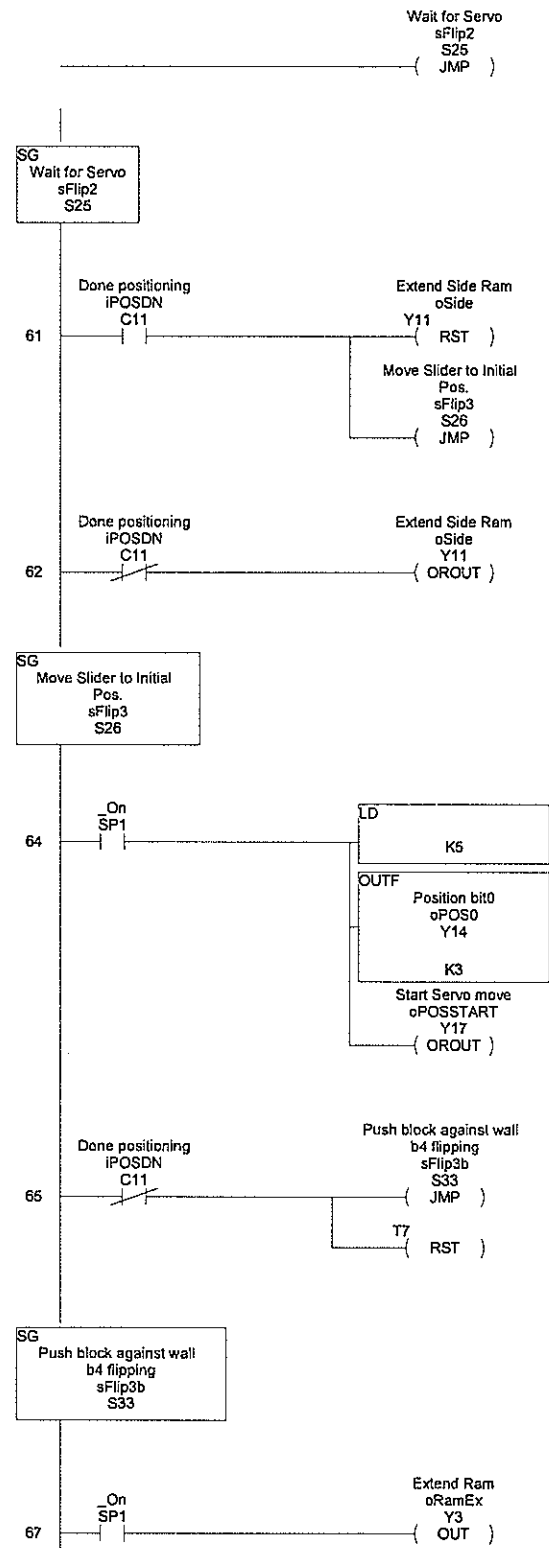 Wait for Servo
sFlip2
S25
JMP
SG
Wait for Servo
sFlip2
S25
Done positioning
iPOSDN
C11
Extend Side Ram
oSide
Y11
61
RST
Move Slider to Initial
Pos.
sFlip3
S26
JMP
Done positioning
iPOSDN
C11
Extend Side Ram
oSide
Y11
62
OROUT
SG
Move Slider to Initial
Pos.
sFlip3
S26
_On
SP1
64
LD
K5
OUTF
Position bit0
oPOS0
Y14
K3
Start Servo move
oPOSSTART
Y17
OROUT
Done positioning
iPOSDN
C11
Push block against wall
b4 flipping
sFlip3b
S33
65
JMP
T7
RST
SG
Push block against wall
b4 flipping
sFlip3b
S33
_On
SP1
Extend Ram
oRamEx
Y3
67
OUT